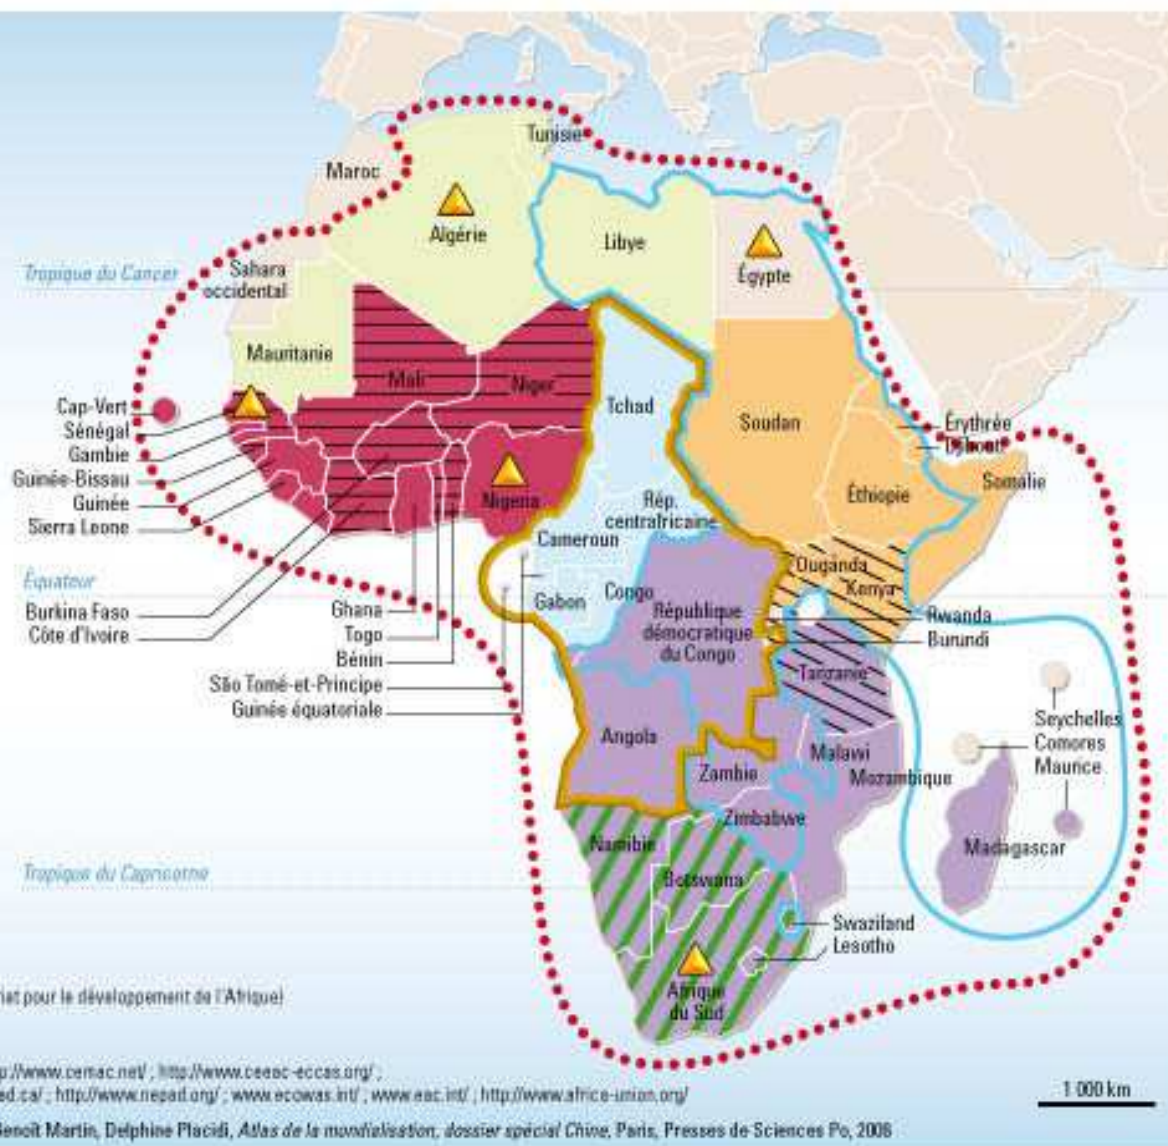 Tunisie
Maroc
Algérie
Libye
Égypte
Tropique du Cancer
Sahara
occidental
Mauritanie
Mali
Niger
Tchad
Soudan
Cap-Vert
Sénégal
Gambie
Guinée-Bissau
Guinée
Sierra Leone
Érythrée
Djibouti
Somalie
Éthiopie
Nigeria
Rép.
centrafricaine
Cameroun
Ouganda
Kenya
Équateur
Burkina Faso
Côte d'Ivoire
Ghana
Togo
Bénin
São Tomé-et-Principe
Guinée équatoriale
Gabon
Congo
République
démocratique
du Congo
Rwanda
Burundi
Tanzanie
Angola
Zambie
Malawi
Mozambique
Seychelles
Comores
Maurice
Zimbabwe
Namibie
Botswana
Madagascar
Tropique du Capricorne
Swaziland
Lesotho
Afrique
du Sud
iat pour le développement de l'Afrique)
p://www.cemac.net/ ; http://www.ceeac-eccas.org/ ;
ed.ca/ ; http://www.nepad.org/ ; www.ecowas.int/ ; www.eac.int/ ; http://www.africa-union.org/
1 000 km
Benoît Martin, Delphine Placidi, Atlas de la mondialisation, dossier spécial Chine, Paris, Presses de Sciences Po, 2006